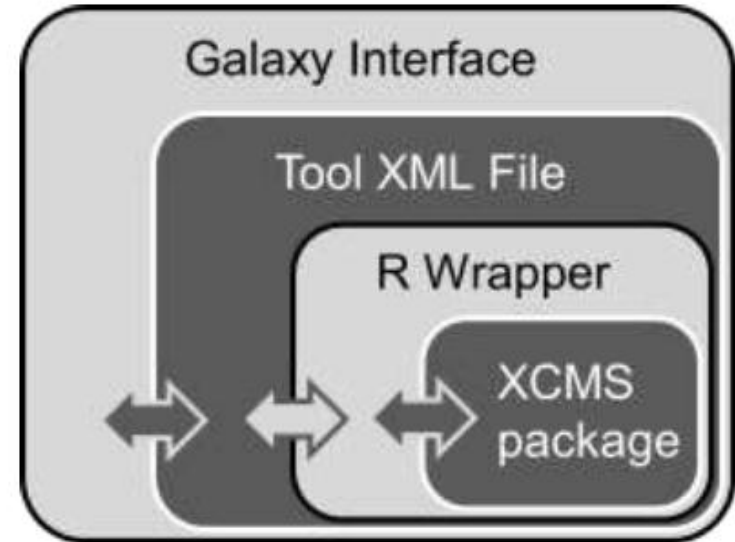 Galaxy Interface
Tool XML File
R Wrapper
XCMS
package